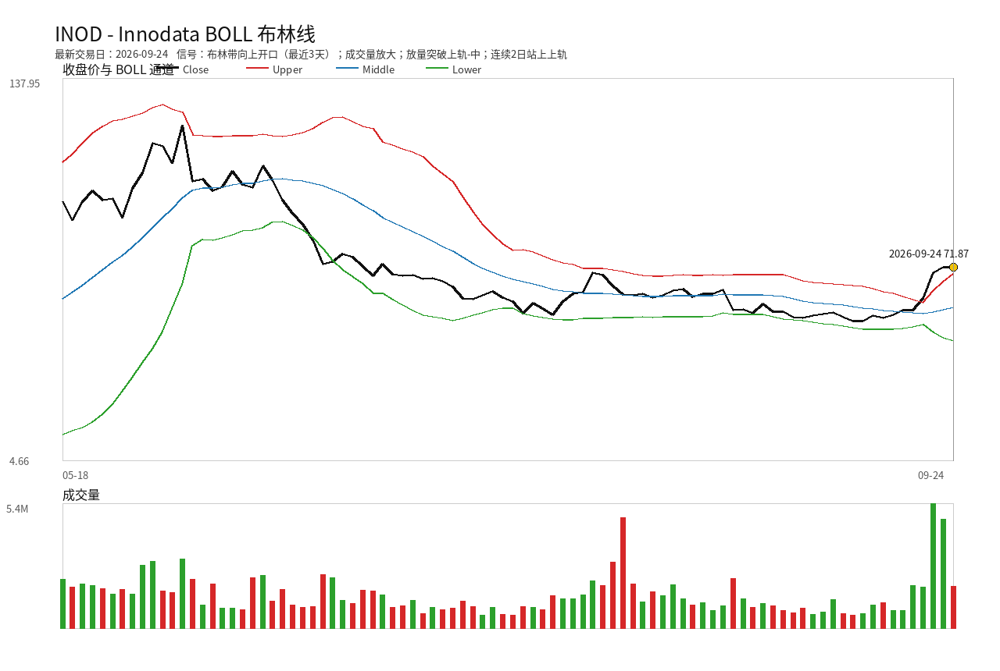 INOD - Innodata BOLL 布林线
最新交易日：2026-09-24 信号：布林带向上开口（最近3天）；成交量放大；放量突破上轨-中；连续2日站上上轨
收盘价与 BOLL 通道 Close Upper Middle Lower
137.95
2026-09-24 71.87
4.66
05-18 09-24
成交量
5.4M